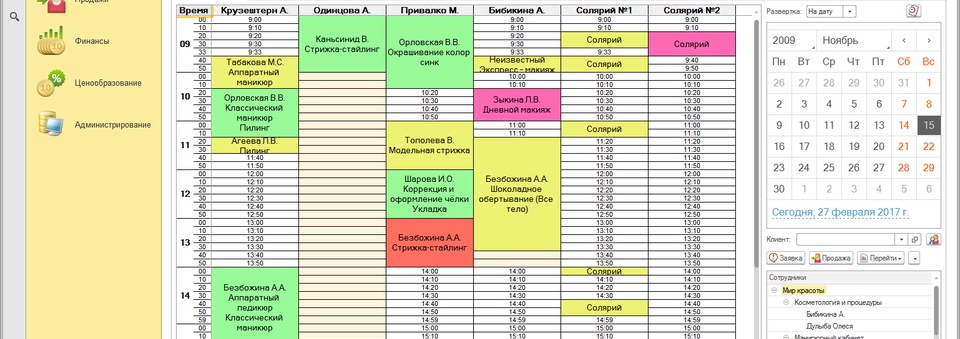 Продажи
Финансы
Ценообразование
Администрирование
Время
09
00
10
20
30
33
40
50
10
00
10
20
30
40
50
11
00
10
20
30
40
50
12
00
10
20
30
40
50
13
00
10
20
30
40
50
14
00
10
20
30
40
50
59
00
10
Крузештерн А.
9:00
9:10
9:20
9:30
9:33
Табакова М.С.
Аппаратный
маникюр
Орловская В.В.
Классический
маникюр
Пилинг
Агеева Л.В.
Пилинг
11:40
11:50
12:00
12:10
12:20
12:30
12:40
12:50
13:00
13:10
13:20
13:30
13:40
13:50
Безбожина А.А.
Аппаратный
педикюр
Классический
маникюр
Одинцова А.
Каньсинид В.
Стрижка-стайлинг
Привалко М.
Орловская В.В.
Окрашивание колор
синк
10:20
10:30
10:40
10:50
Тополева В.
Модельная стрижка
Шарова И.О.
Коррекция и
оформление чёлки
Укладка
Безбожина А.А.
Стрижка-стайлинг
14:00
14:10
14:20
14:30
14:40
14:50
14:59
15:00
15:10
Бибикина А.
9:00
9:10
9:20
9:30
9:33
Неизвестный
Экспресс - макияж
10:00
10:10
Зыкина Л.В.
Дневной макияж
11:00
11:10
Безбожина А.А.
Шоколадное
обертывание (Все
тело)
13:40
13:50
14:00
14:10
14:20
14:30
14:40
14:50
14:59
15:00
15:10
Солярий №1
9:00
9:10
Солярий
9:33
Солярий
10:00
10:10
10:20
10:30
10:40
10:50
Солярий
11:20
11:30
11:40
11:50
12:00
12:10
12:20
12:30
12:40
12:50
13:00
13:10
13:20
13:30
13:40
13:50
Солярий
14:10
14:20
14:30
Солярий
14:59
15:00
15:10
Солярий №2
9:00
9:10
Солярий
9:40
9:50
10:00
10:10
10:20
10:30
10:40
10:50
11:00
11:10
11:20
11:30
11:40
11:50
12:00
12:10
12:20
12:30
12:40
12:50
13:00
13:10
13:20
13:30
13:40
13:50
14:00
14:10
14:20
14:30
14:40
14:50
14:59
15:00
15:10
Развертка: На дату
2009 Ноябрь
Пн Вт Ср Чт Пт Сб Вс
26 27 28 29 30 31 1
2 3 4 5 6 7 8
9 10 11 12 13 14 15
16 17 18 19 20 21 22
23 24 25 26 27 28 29
30 1 2 3 4 5 6
Сегодня, 27 февраля 2017 г.
Клиент:
Заявка Продажа Перейти
Сотрудники
Мир красоты
Косметология и процедуры
Бибикина А.
Дулыба Олеся
Маникюрный кабинет